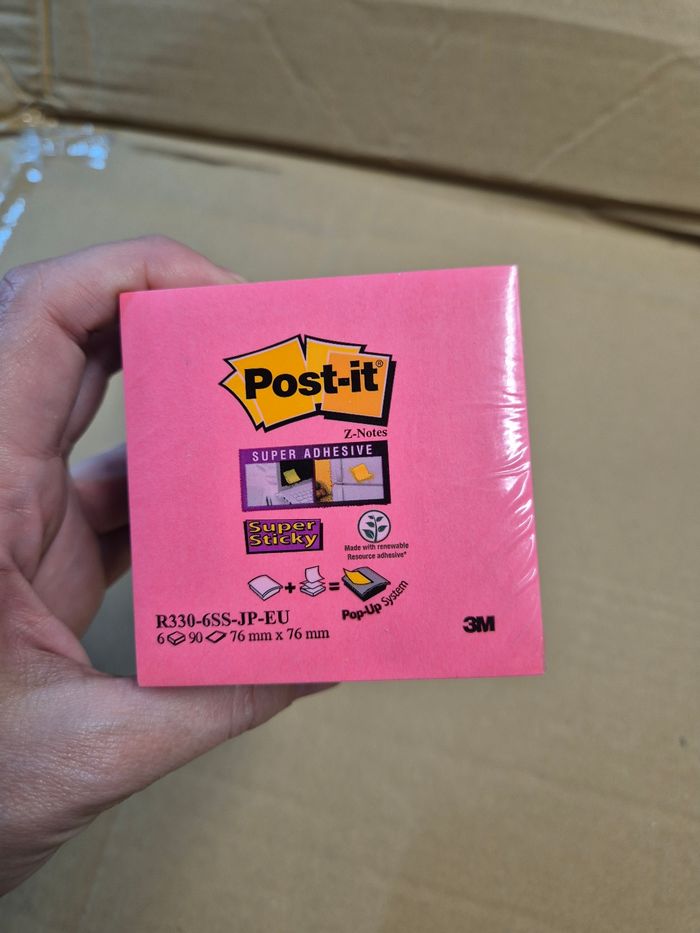 Post-it®
Z-Notes
SUPER ADHESIVE
Super
Sticky
Made with renewable
Resource adhesive*
Pop-Up System
R330-6SS-JP-EU
6 90 76 mm x 76 mm
3M